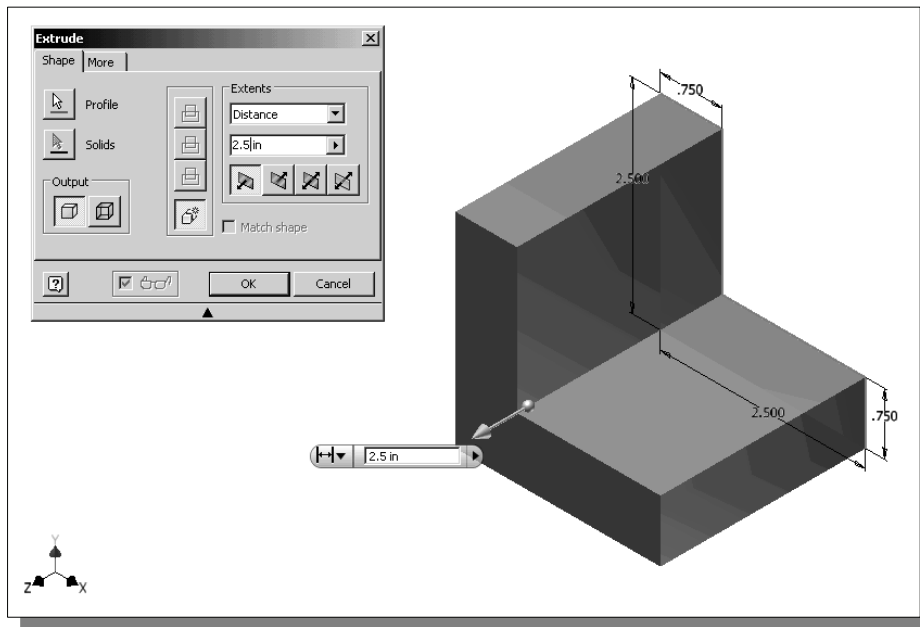 Extrude
Shape More
Profile
Solids
Output
Extents
Distance
2.5 in
Match shape
OK
Cancel
.750
2.500
2.500
.750
2.5 in
Y
Z
X